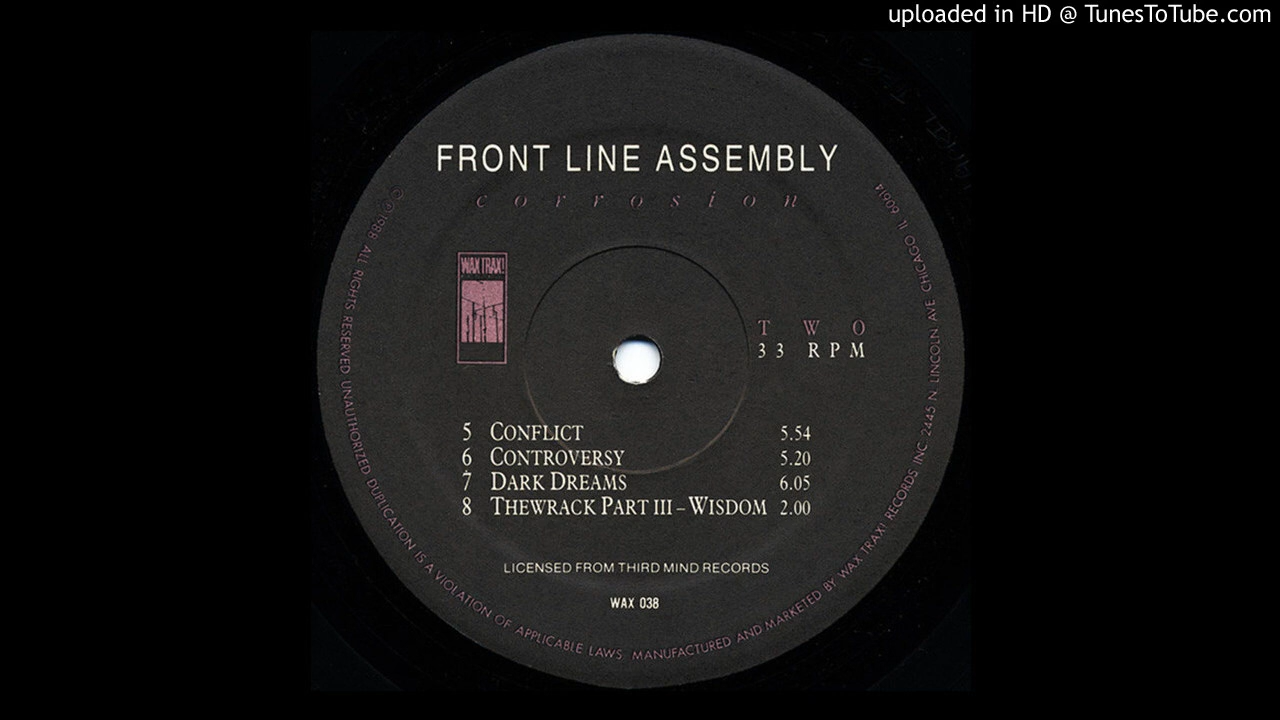 uploaded in HD @ TunesToTube.com
FRONT LINE ASSEMBLY
corrosion
WAX TRAX!
TWO
33 RPM
5 CONFLICT 5.54
6 CONTROVERSY 5.20
7 DARK DREAMS 6.05
8 THEWRACK PART III – WISDOM 2.00
LICENSED FROM THIRD MIND RECORDS
WAX 038
©℗1988 ALL RIGHTS RESERVED. UNAUTHORIZED DUPLICATION IS A VIOLATION OF APPLICABLE LAWS. MANUFACTURED AND MARKETED BY WAX TRAX! RECORDS INC 2445 N. LINCOLN AVE CHICAGO IL 60614